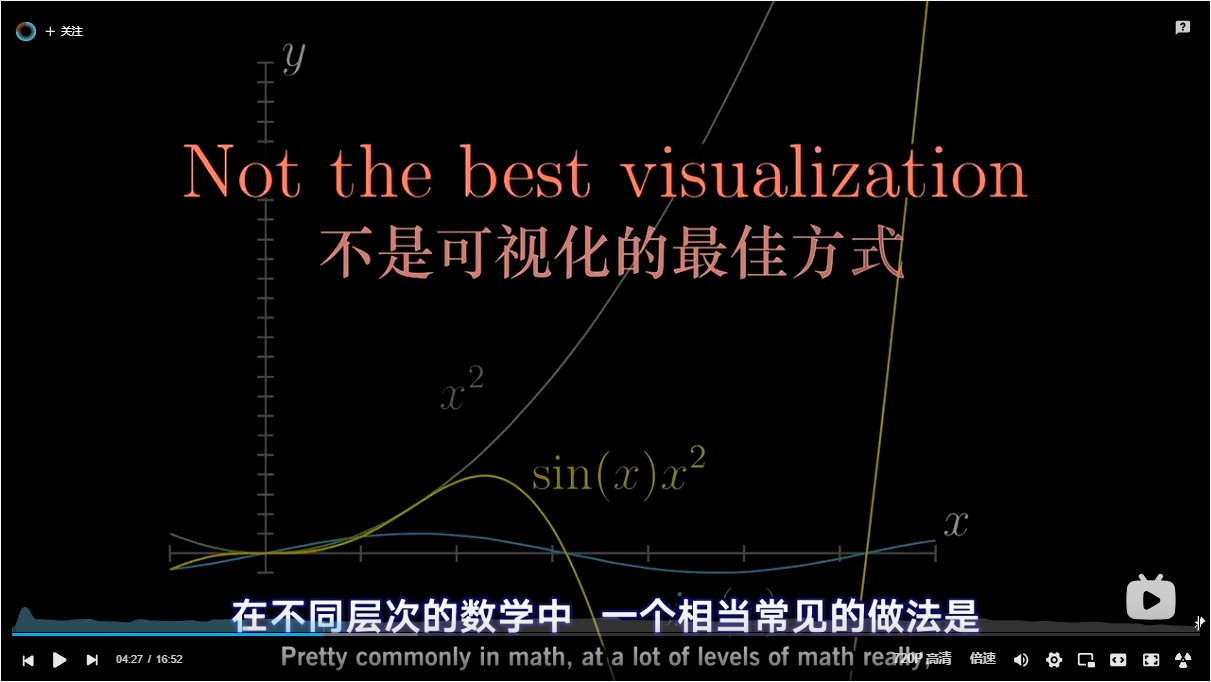 + 关注
y
Not the best visualization
不是可视化的最佳方式
x²
sin(x)x²
x
在不同层次的数学中 一个相当常见的做法是
Pretty commonly in math, at a lot of levels of math really,
04:27 / 16:52
720P 高清
倍速